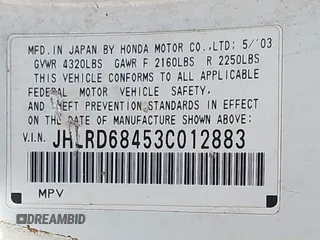 MFD.IN JAPAN BY HONDA MOTOR CO.,LTD; 5/'03
GVWR 4320LBS GAWR F 2160LBS R 2250LBS
THIS VEHICLE CONFORMS TO ALL APPLICABLE
FEDERAL MOTOR VEHICLE SAFETY,
AND THEFT PREVENTION STANDARDS IN EFFECT
ON THE DATE OF MANUFACTURE SHOWN ABOVE:
V.I.N. JHLRD68453C012883
MPV
DREAMBID